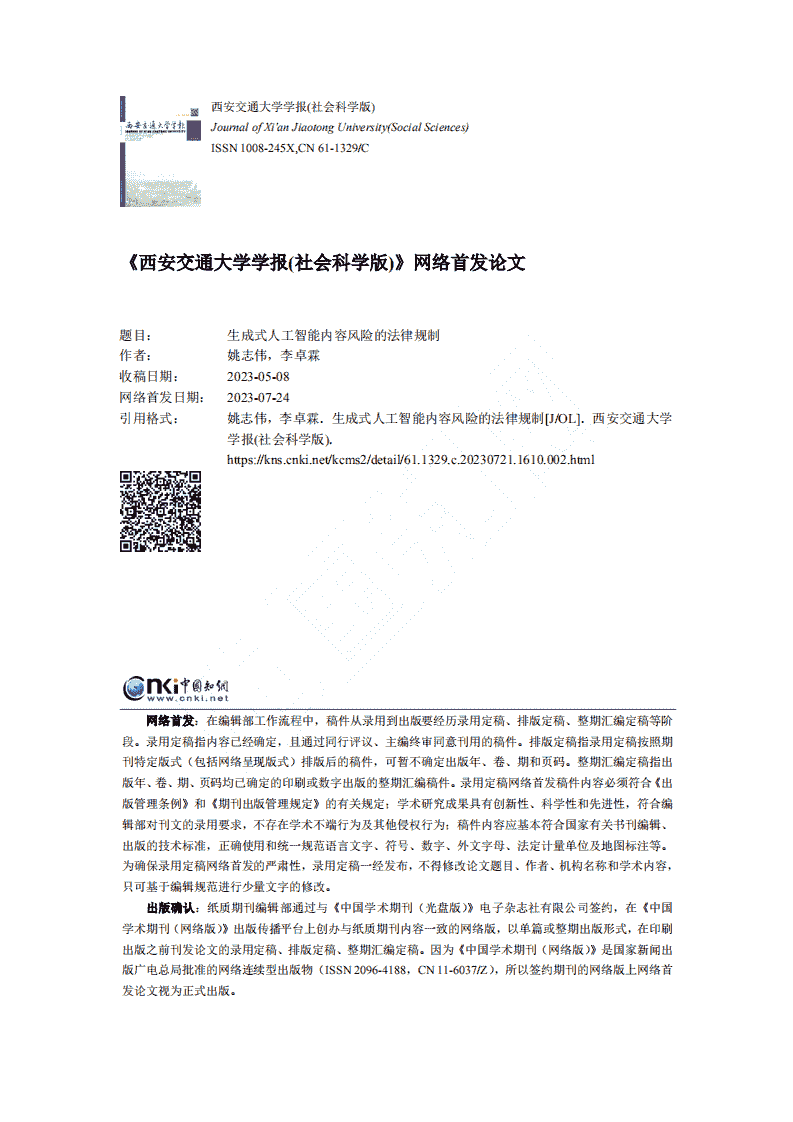 西安交通大学学报(社会科学版)
Journal of Xi'an Jiaotong University(Social Sciences)
ISSN 1008-245X,CN 61-1329/C
西安交通大学学报
《西安交通大学学报(社会科学版)》网络首发论文
题目： 生成式人工智能内容风险的法律规制
作者： 姚志伟，李卓霖
收稿日期： 2023-05-08
网络首发日期： 2023-07-24
引用格式： 姚志伟，李卓霖．生成式人工智能内容风险的法律规制[J/OL]．西安交通大学
学报(社会科学版).
https://kns.cnki.net/kcms2/detail/61.1329.c.20230721.1610.002.html
cnki 中国知网
www.cnki.net
网络首发：在编辑部工作流程中，稿件从录用到出版要经历录用定稿、排版定稿、整期汇编定稿等阶
段。录用定稿指内容已经确定，且通过同行评议、主编终审同意刊用的稿件。排版定稿指录用定稿按照期
刊特定版式（包括网络呈现版式）排版后的稿件，可暂不确定出版年、卷、期和页码。整期汇编定稿指出
版年、卷、期、页码均已确定的印刷或数字出版的整期汇编稿件。录用定稿网络首发稿件内容必须符合《出
版管理条例》和《期刊出版管理规定》的有关规定；学术研究成果具有创新性、科学性和先进性，符合编
辑部对刊文的录用要求，不存在学术不端行为及其他侵权行为；稿件内容应基本符合国家有关书刊编辑、
出版的技术标准，正确使用和统一规范语言文字、符号、数字、外文字母、法定计量单位及地图标注等。
为确保录用定稿网络首发的严肃性，录用定稿一经发布，不得修改论文题目、作者、机构名称和学术内容，
只可基于编辑规范进行少量文字的修改。
出版确认：纸质期刊编辑部通过与《中国学术期刊（光盘版）》电子杂志社有限公司签约，在《中国
学术期刊（网络版）》出版传播平台上创办与纸质期刊内容一致的网络版，以单篇或整期出版形式，在印刷
出版之前刊发论文的录用定稿、排版定稿、整期汇编定稿。因为《中国学术期刊（网络版）》是国家新闻出
版广电总局批准的网络连续型出版物（ISSN 2096-4188，CN 11-6037/Z），所以签约期刊的网络版上网络首
发论文视为正式出版。